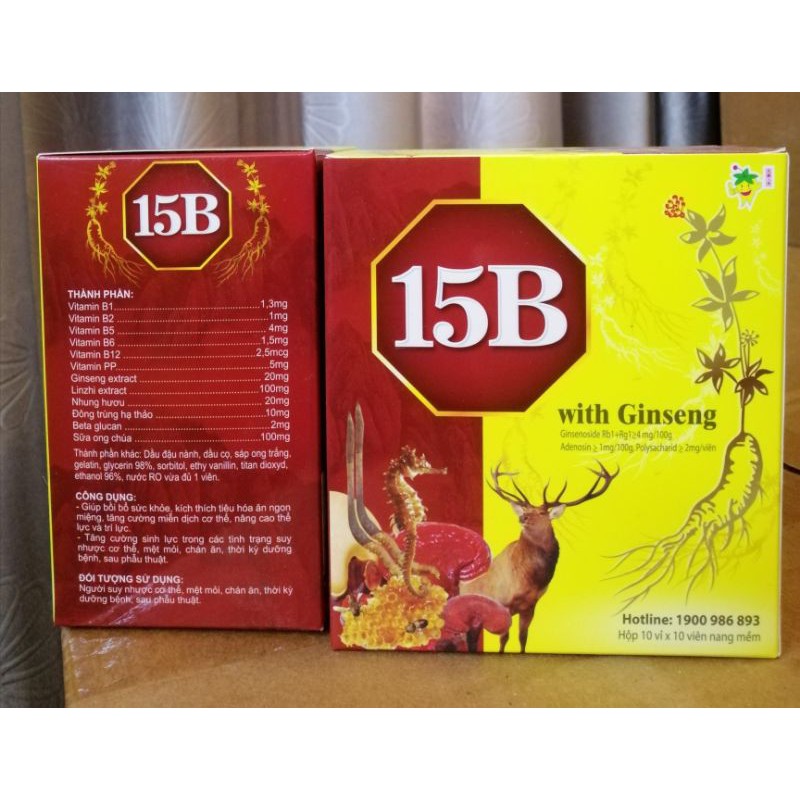 15B
THÀNH PHẦN:
Vitamin B1 1,3mg
Vitamin B2 1mg
Vitamin B5 4mg
Vitamin B6 1,5mg
Vitamin B12 2,5mcg
Vitamin PP 5mg
Ginseng extract 20mg
Linzhi extract 100mg
Nhung hươu 20mg
Đông trùng hạ thảo 10mg
Beta glucan 2mg
Sữa ong chúa 100mg
Thành phần khác: Dầu đậu nành, dầu cọ, sáp ong trắng,
gelatin, glycerin 98%, sorbitol, ethy vanillin, titan dioxyd,
ethanol 96%, nước RO vừa đủ 1 viên.
CÔNG DỤNG:
- Giúp bồi bổ sức khỏe, kích thích tiêu hóa ăn ngon
miệng, tăng cường miễn dịch cơ thể, nâng cao thể
lực và trí lực.
- Tăng cường sinh lực trong các tình trạng suy
nhược cơ thể, mệt mỏi, chán ăn, thời kỳ dưỡng
bệnh, sau phẫu thuật.
ĐỐI TƯỢNG SỬ DỤNG:
Người suy nhược cơ thể, mệt mỏi, chán ăn, thời kỳ
dưỡng bệnh, sau phẫu thuật.
15B
with Ginseng
Ginsenoside Rb1+Rg1≥4 mg/100g
Adenosin ≥ 1mg/100g, Polysacharid ≥ 2mg/viên
Hotline: 1900 986 893
Hộp 10 vỉ x 10 viên nang mềm